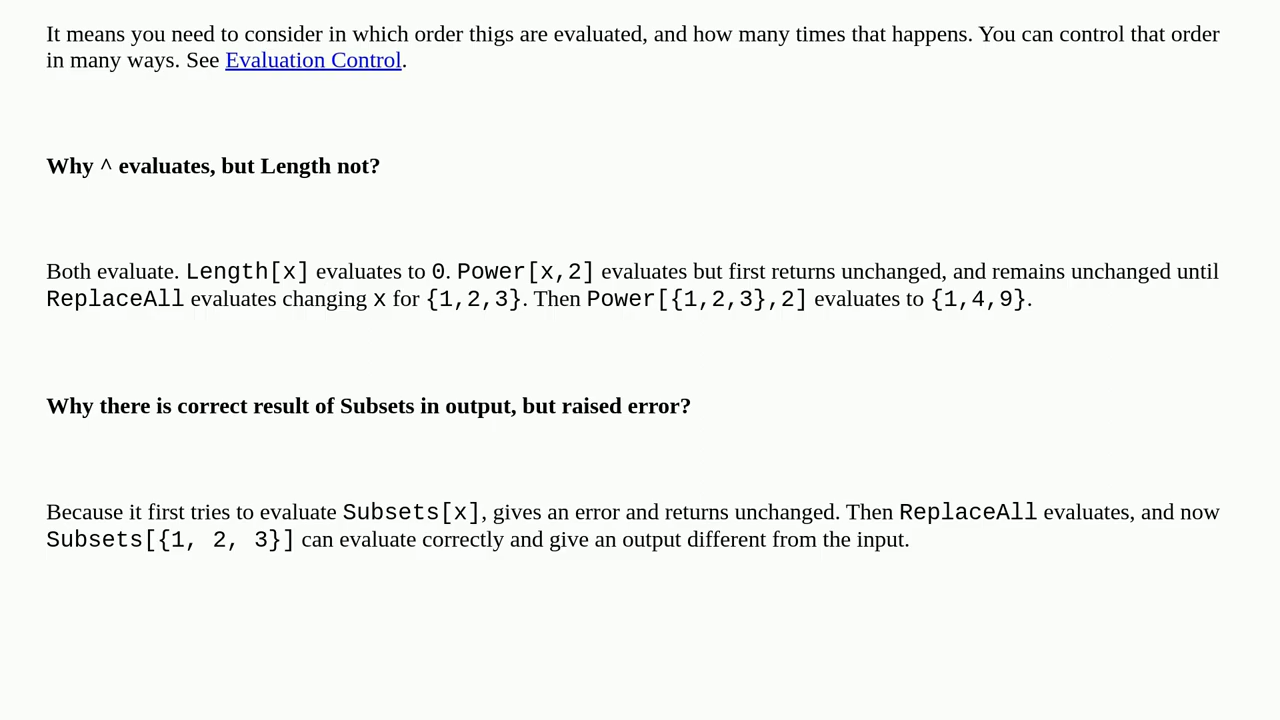 It means you need to consider in which order thigs are evaluated, and how many times that happens. You can control that order
in many ways. See Evaluation Control.
Why ^ evaluates, but Length not?
Both evaluate. Length[x] evaluates to 0. Power[x,2] evaluates but first returns unchanged, and remains unchanged until
ReplaceAll evaluates changing x for {1,2,3}. Then Power[{1,2,3},2] evaluates to {1,4,9}.
Why there is correct result of Subsets in output, but raised error?
Because it first tries to evaluate Subsets[x], gives an error and returns unchanged. Then ReplaceAll evaluates, and now
Subsets[{1, 2, 3}] can evaluate correctly and give an output different from the input.